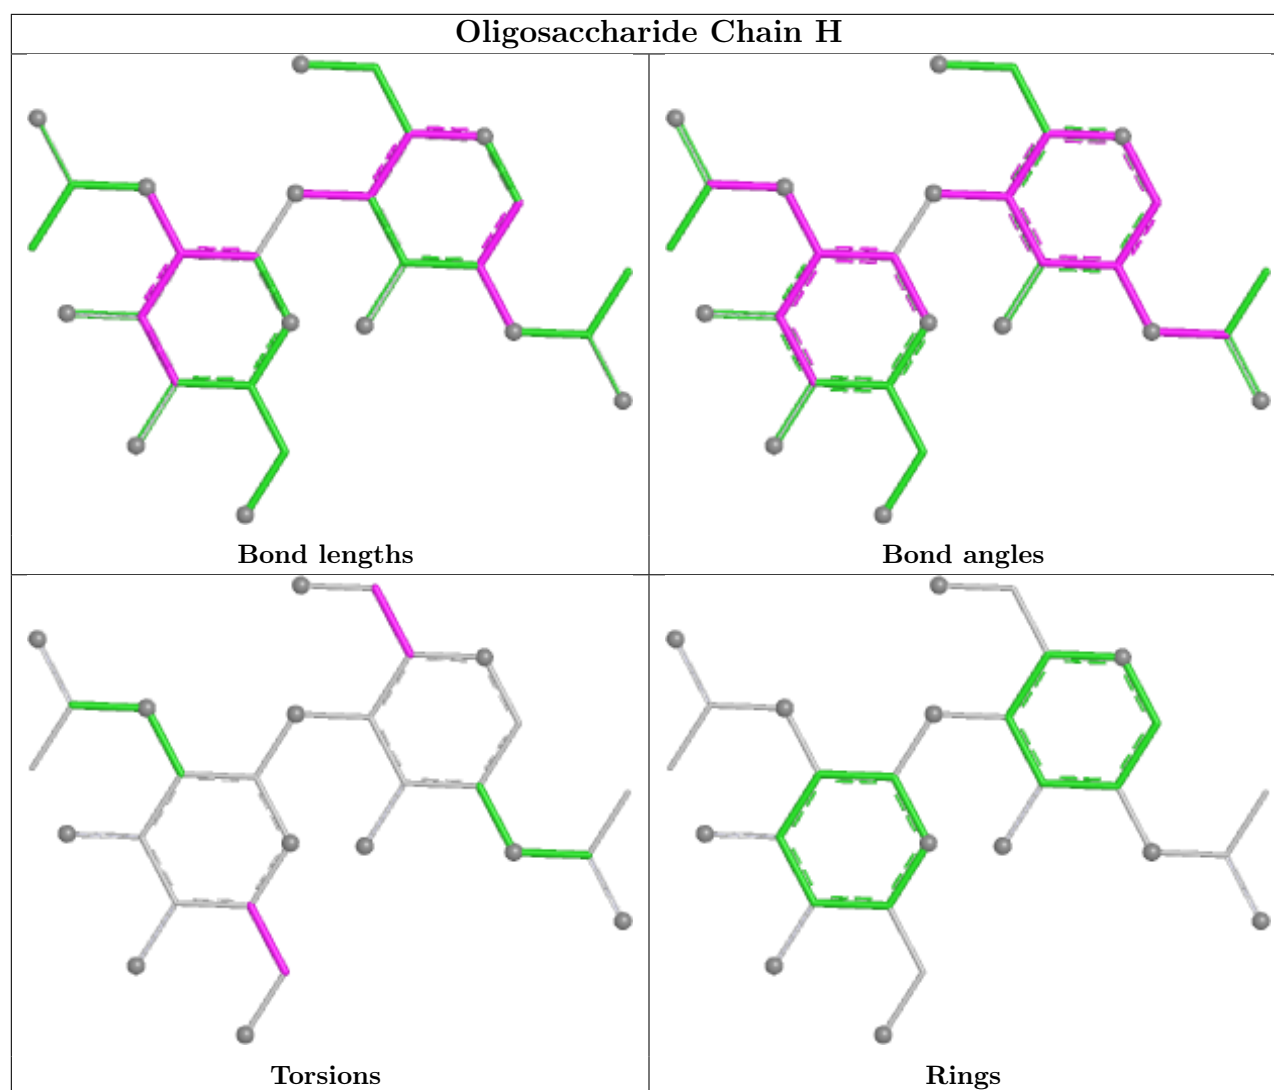 Oligosaccharide Chain H
Bond lengths
Bond angles
Torsions
Rings